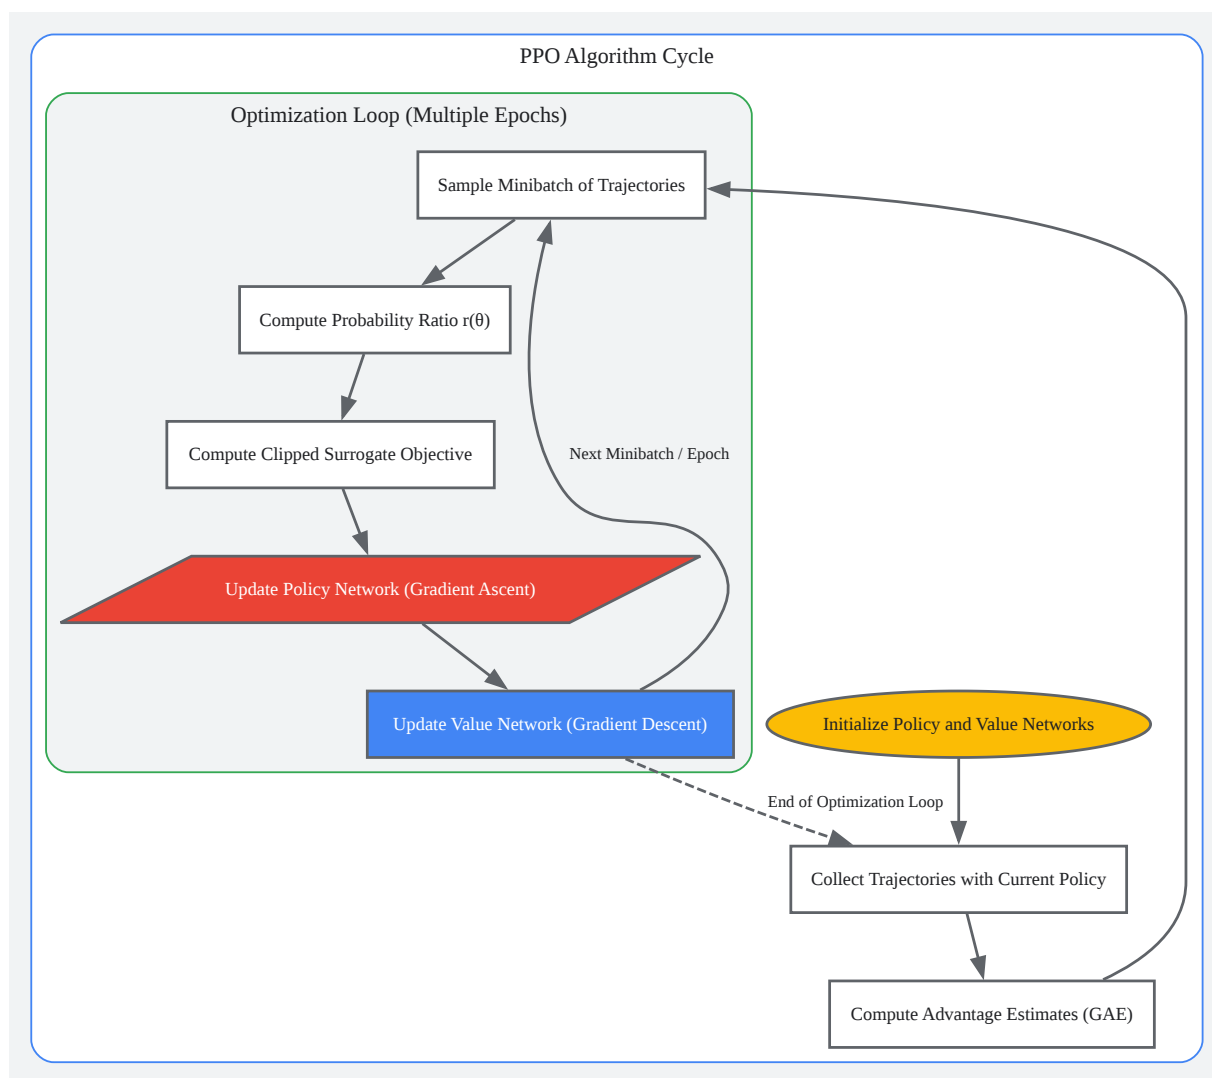 PPO Algorithm Cycle
Optimization Loop (Multiple Epochs)
Sample Minibatch of Trajectories
Compute Probability Ratio r(θ)
Compute Clipped Surrogate Objective
Next Minibatch / Epoch
Update Policy Network (Gradient Ascent)
Update Value Network (Gradient Descent)
Initialize Policy and Value Networks
End of Optimization Loop
Collect Trajectories with Current Policy
Compute Advantage Estimates (GAE)